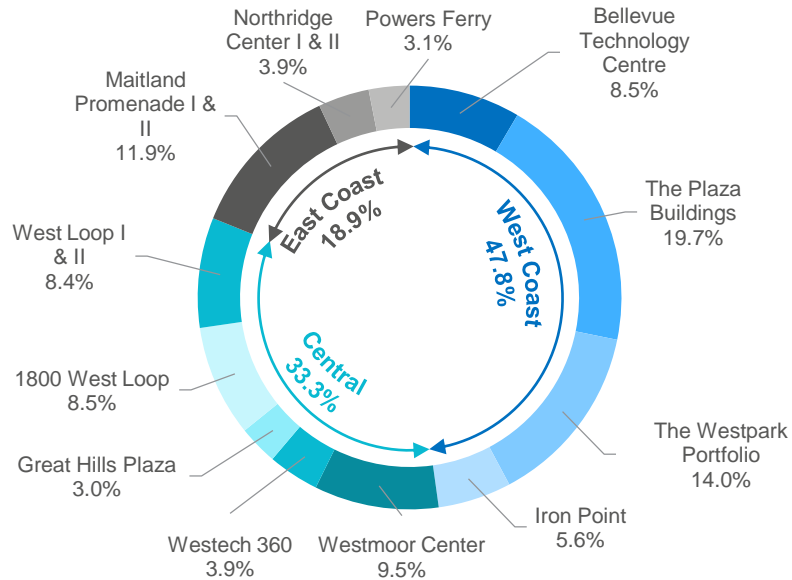 Northridge
Center I & II
3.9%
Powers Ferry
3.1%
Bellevue
Technology
Centre
8.5%
Maitland
Promenade I &
II
11.9%
East Coast
18.9%
West Coast
47.8%
The Plaza
Buildings
19.7%
West Loop I
& II
8.4%
Central
33.3%
1800 West Loop
8.5%
The Westpark
Portfolio
14.0%
Great Hills Plaza
3.0%
Iron Point
5.6%
Westech 360
3.9%
Westmoor Center
9.5%